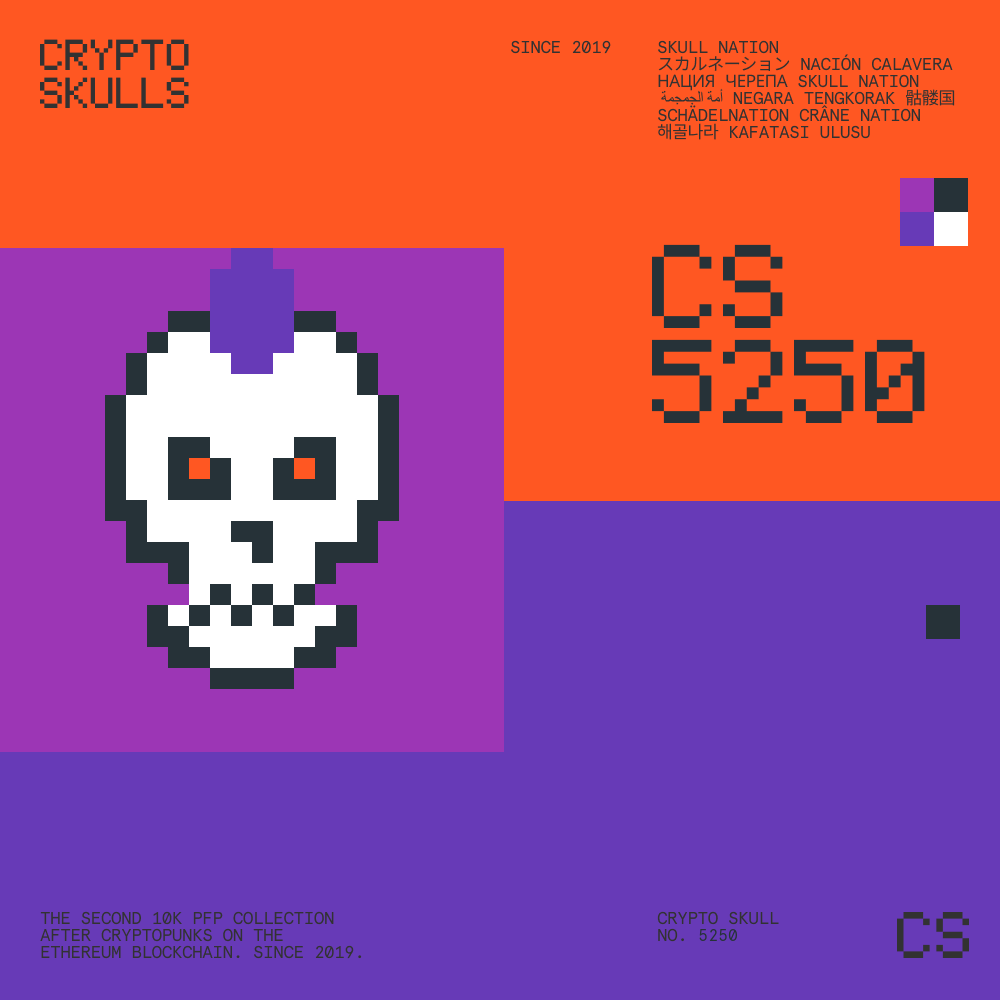 CRYPTO
SKULLS
SINCE 2019
SKULL NATION
スカルネーション NACIÓN CALAVERA
НАЦИЯ ЧЕРЕПА SKULL NATION
أمة الجمجمة NEGARA TENGKORAK 骷髅国
SCHÄDELNATION CRÂNE NATION
해골나라 KAFATASI ULUSU
CS
5250
THE SECOND 10K PFP COLLECTION
AFTER CRYPTOPUNKS ON THE
ETHEREUM BLOCKCHAIN. SINCE 2019.
CRYPTO SKULL
NO. 5250
CS